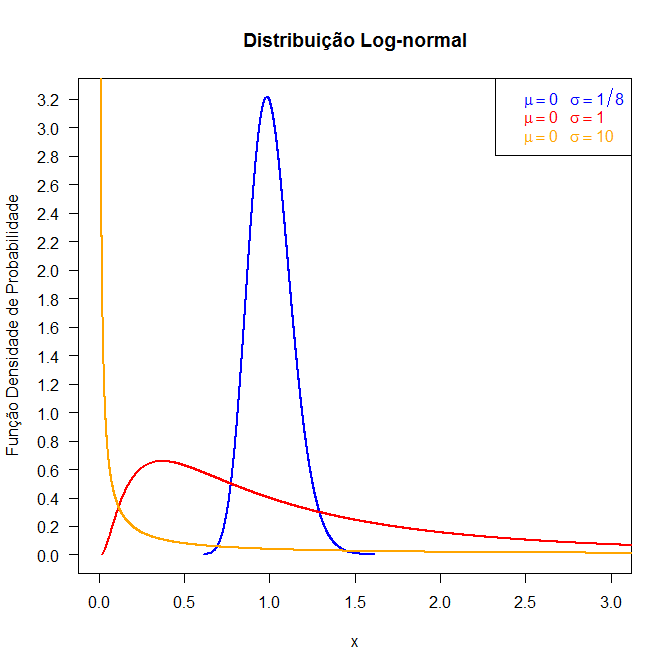 Distribuição Log-normal
μ = 0 σ = 1/8
μ = 0 σ = 1
μ = 0 σ = 10
Função Densidade de Probabilidade
3.2
3.0
2.8
2.6
2.4
2.2
2.0
1.8
1.6
1.4
1.2
1.0
0.8
0.6
0.4
0.2
0.0
0.0 0.5 1.0 1.5 2.0 2.5 3.0
x